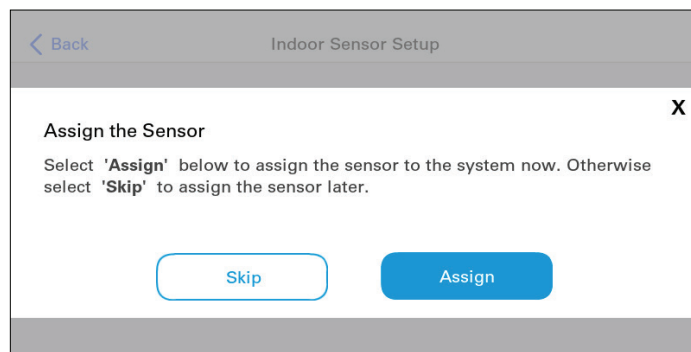 Back
Indoor Sensor Setup
X
Assign the Sensor
Select 'Assign' below to assign the sensor to the system now. Otherwise
select 'Skip' to assign the sensor later.
Skip
Assign